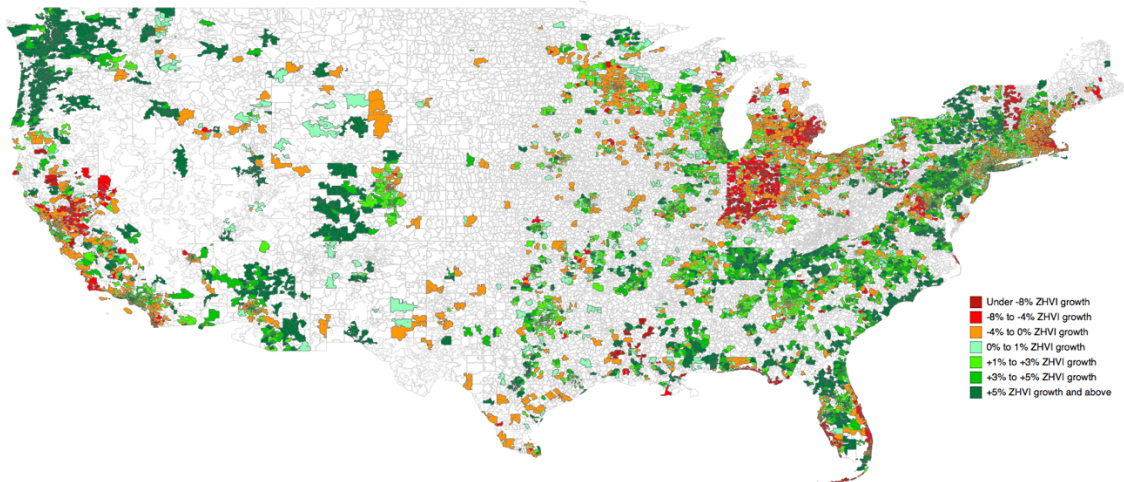 Under -8% ZHVI growth
-8% to -4% ZHVI growth
-4% to 0% ZHVI growth
0% to 1% ZHVI growth
+1% to +3% ZHVI growth
+3% to +5% ZHVI growth
+5% ZHVI growth and above